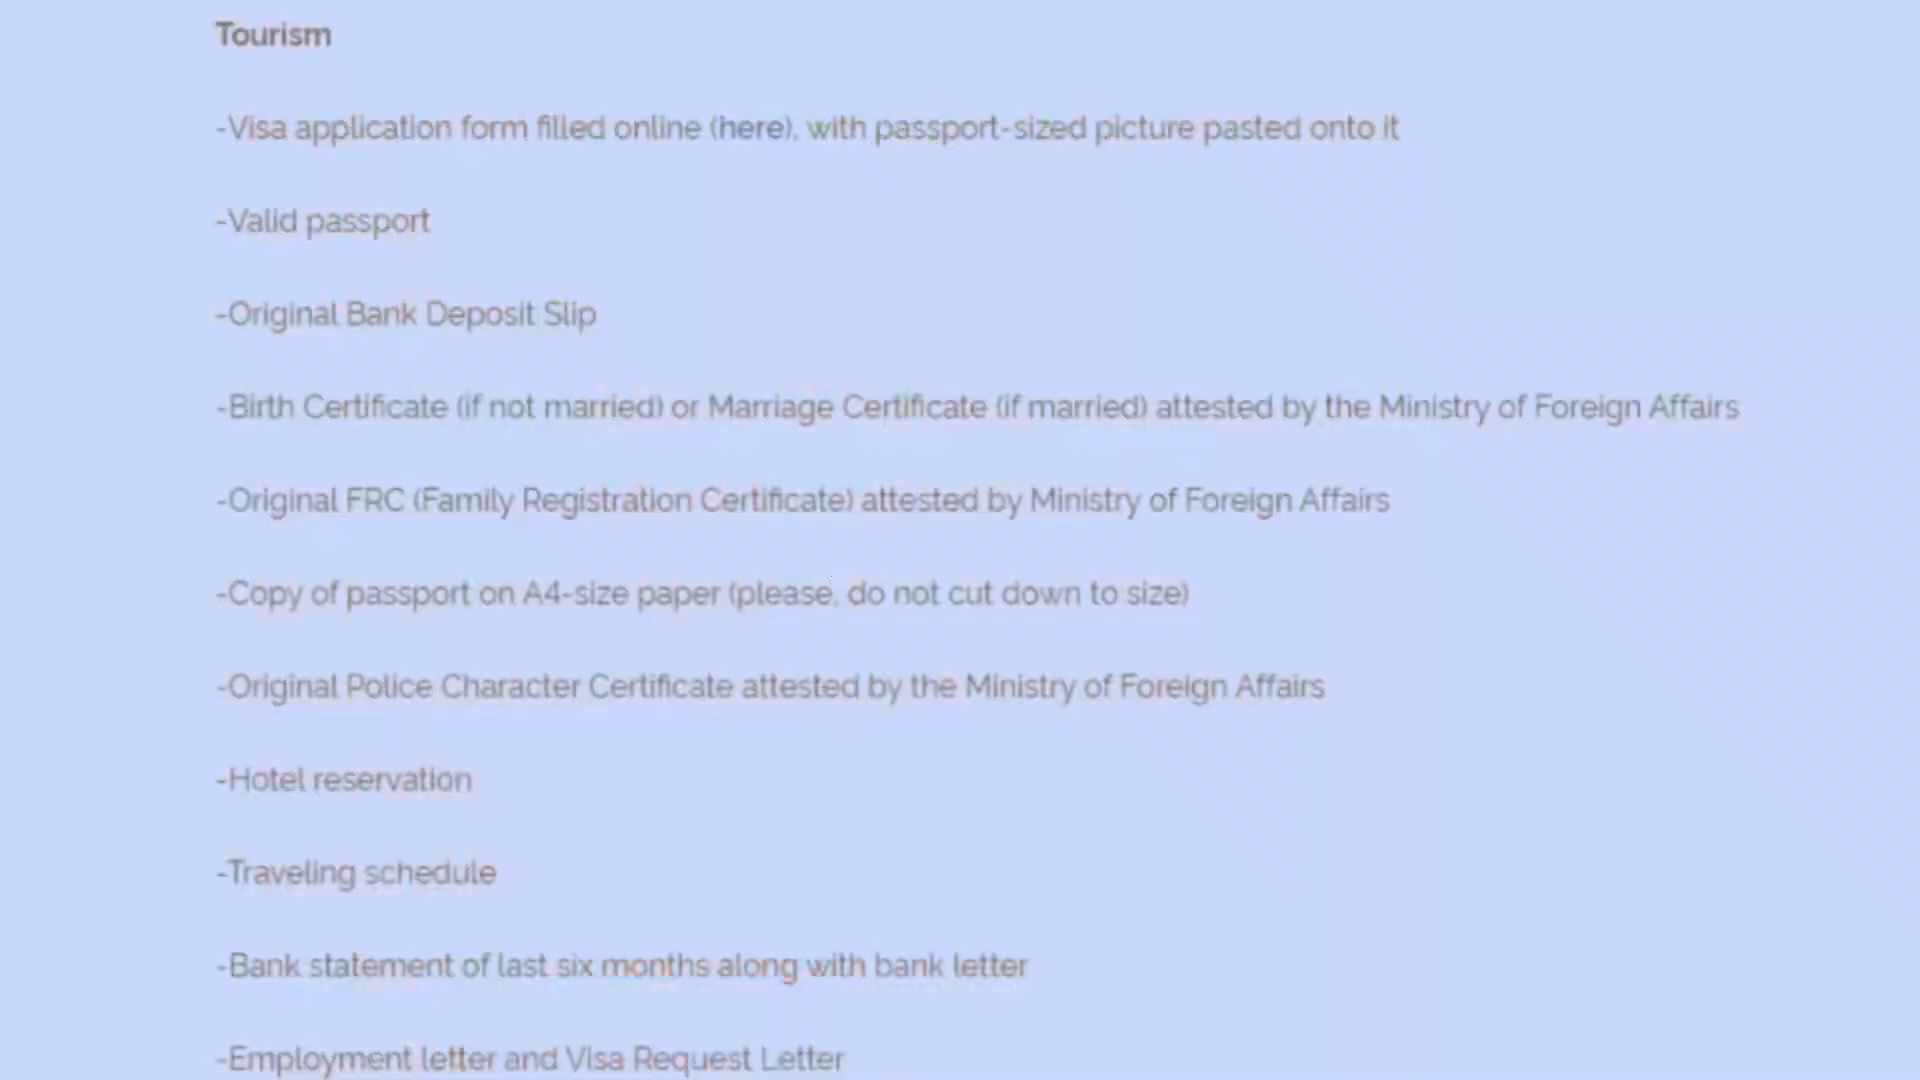 Tourism
-Visa application form filled online (here), with passport-sized picture pasted onto it
-Valid passport
-Original Bank Deposit Slip
-Birth Certificate (if not married) or Marriage Certificate (if married) attested by the Ministry of Foreign Affairs
-Original FRC (Family Registration Certificate) attested by Ministry of Foreign Affairs
-Copy of passport on A4-size paper (please, do not cut down to size)
-Original Police Character Certificate attested by the Ministry of Foreign Affairs
-Hotel reservation
-Traveling schedule
-Bank statement of last six months along with bank letter
-Employment letter and Visa Request Letter